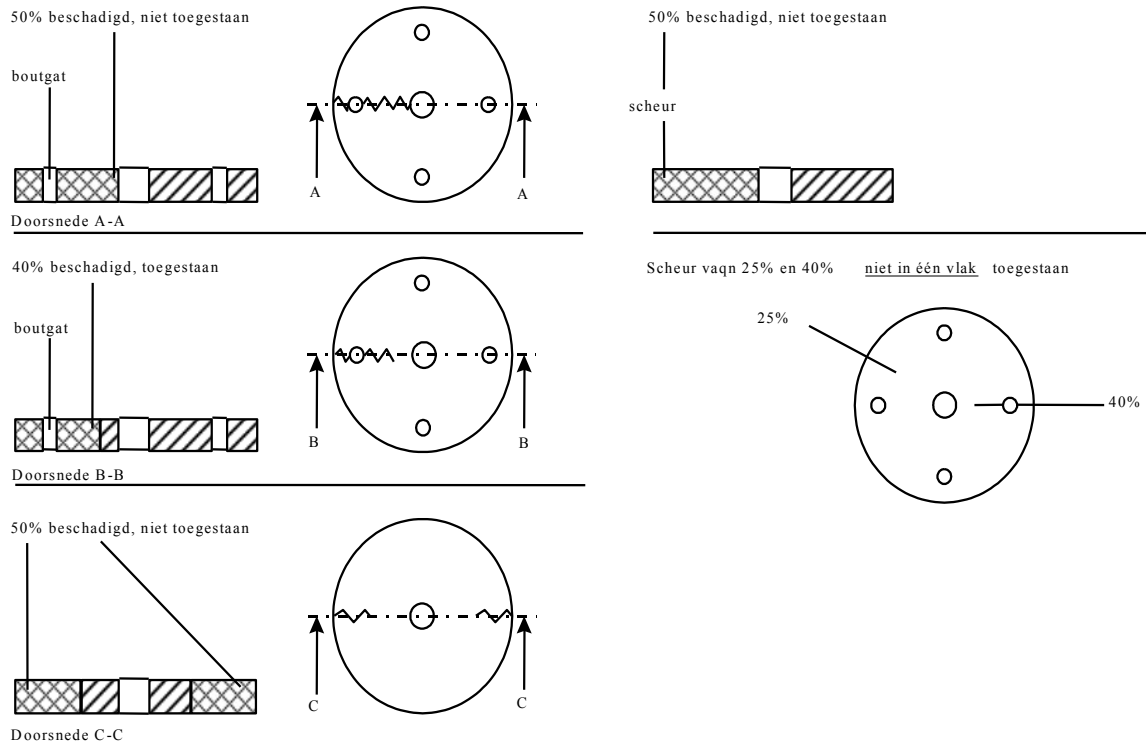 50% beschadigd, niet toegestaan
boutgat
A
A
Doorsnede A-A
50% beschadigd, niet toegestaan
scheur
40% beschadigd, toegestaan
boutgat
B
B
Doorsnede B-B
Scheur vaqn 25% en 40% niet in één vlak toegestaan
25%
40%
50% beschadigd, niet toegestaan
C
C
Doorsnede C-C